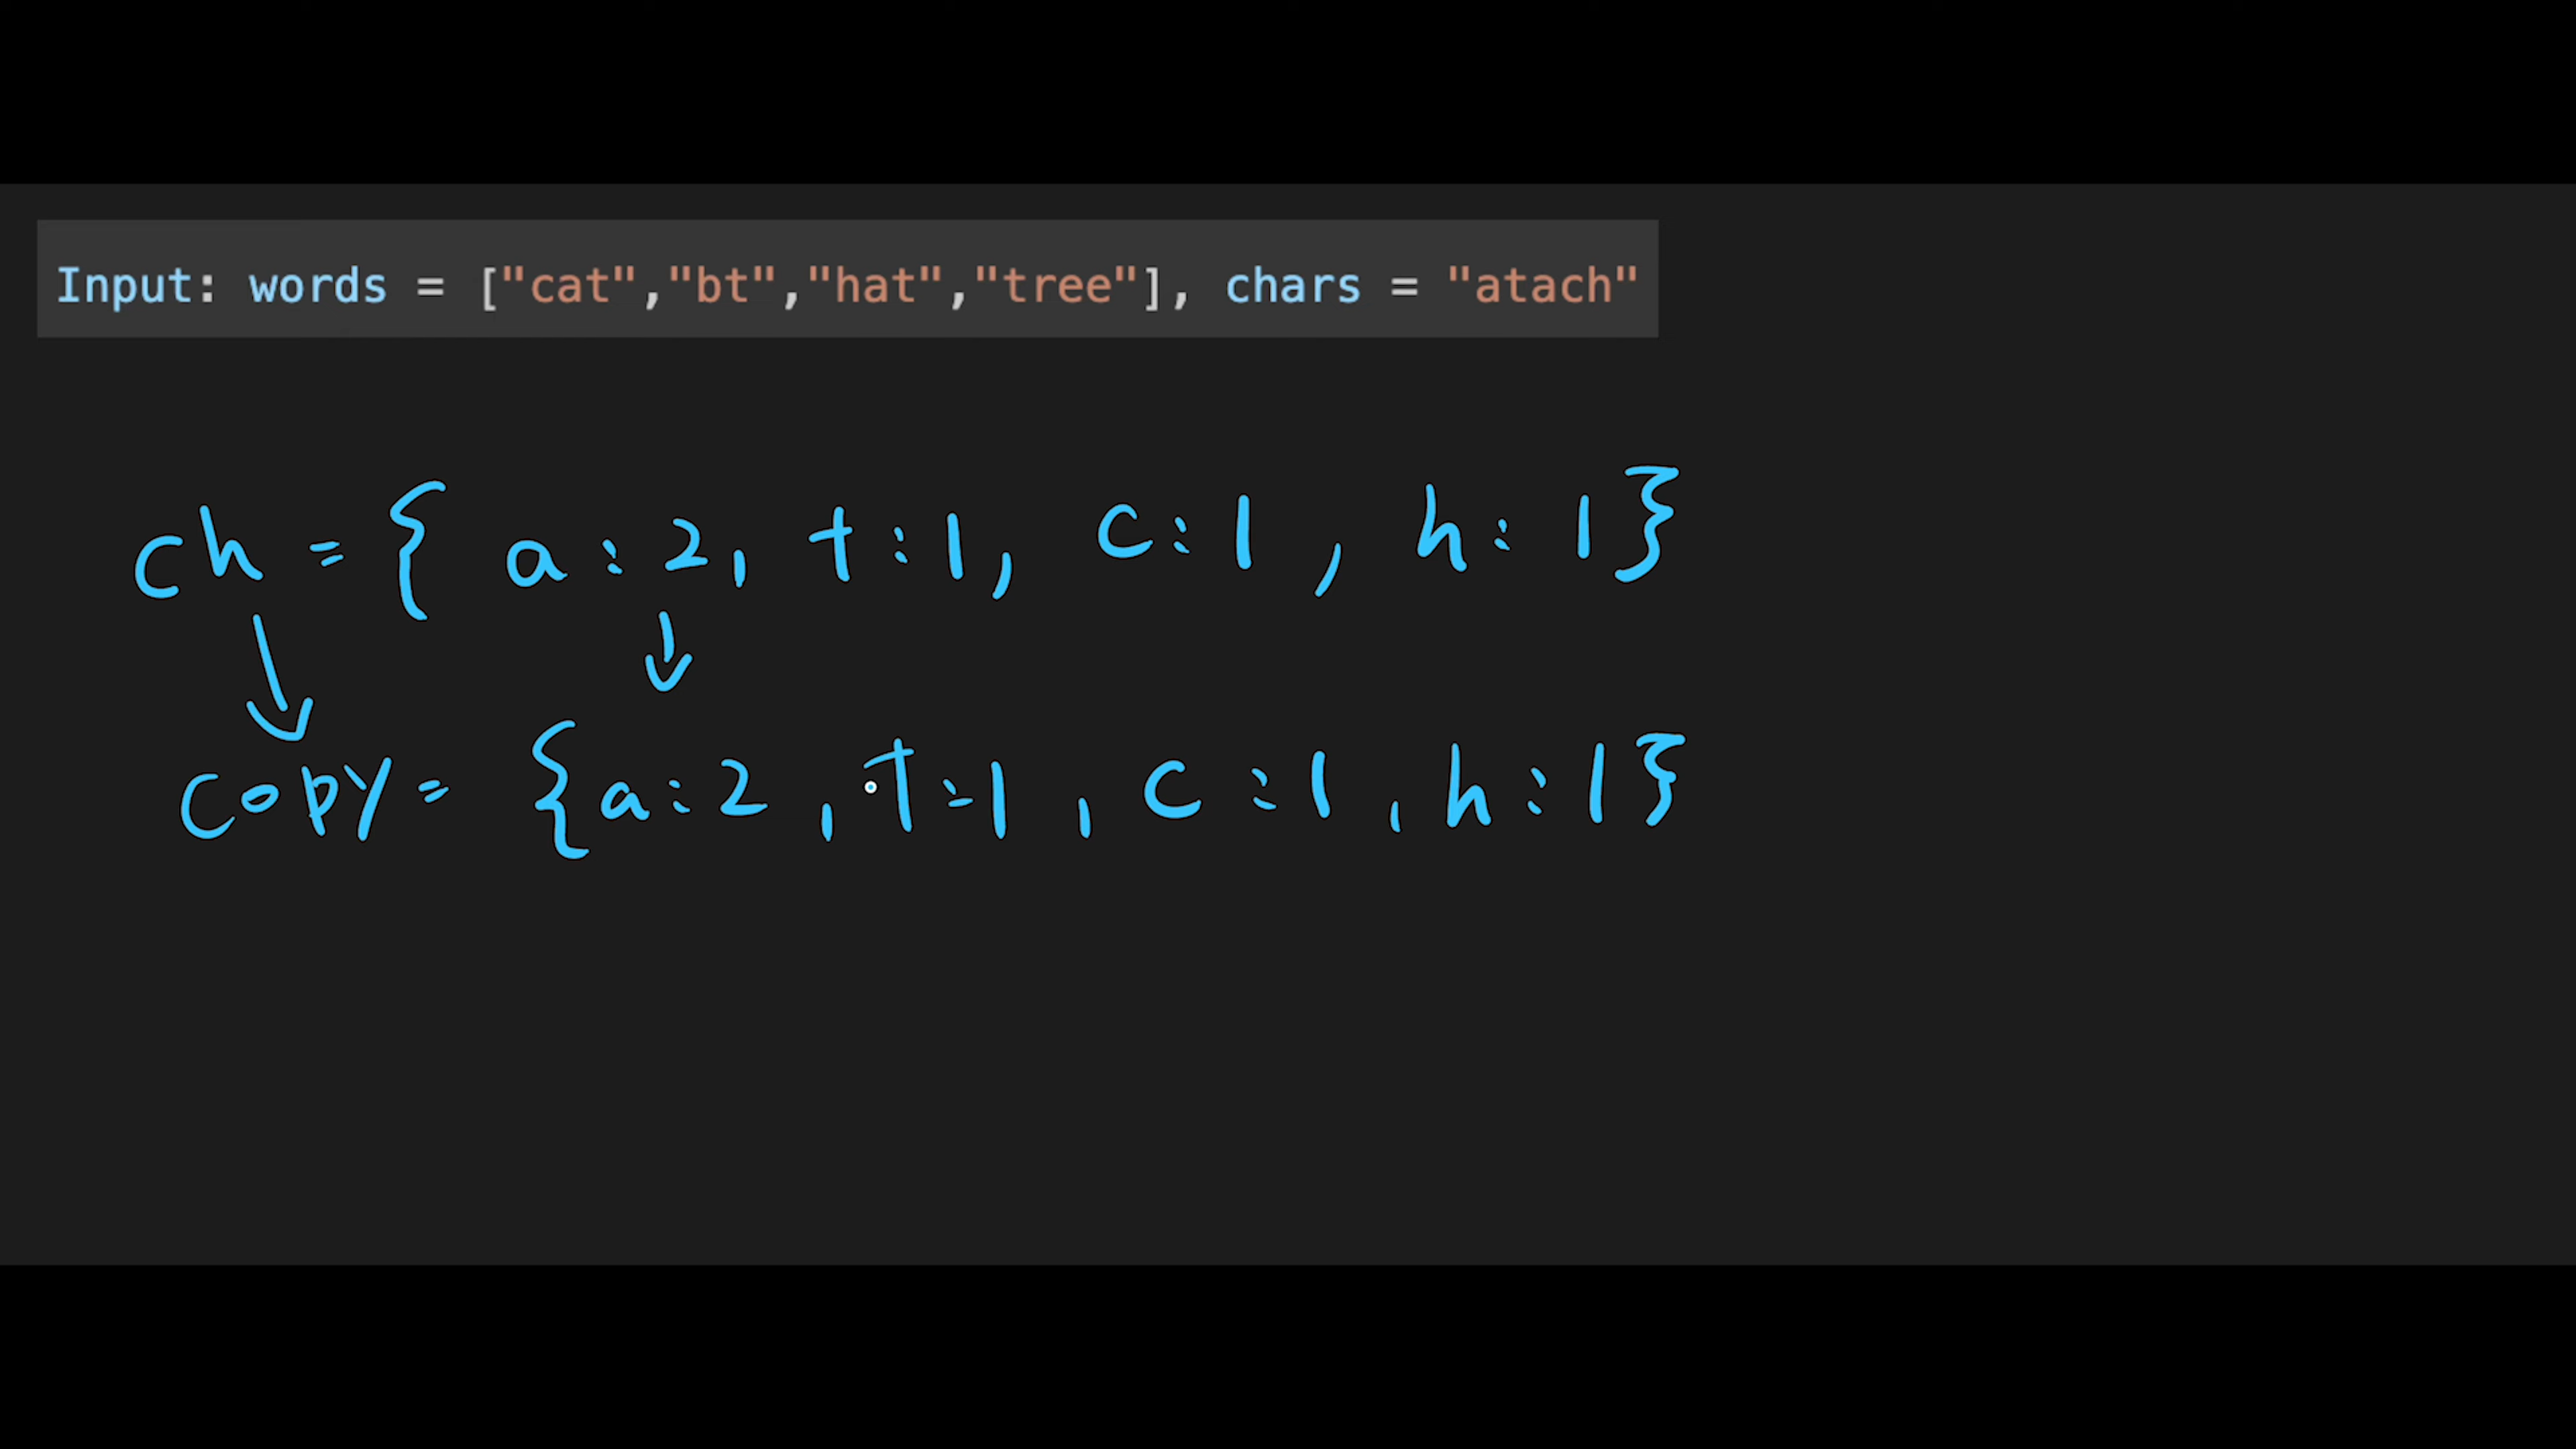 Input: words = ["cat","bt","hat","tree"], chars = "atach"
ch = { a : 2, t : 1, c : 1 , h : 1 }
copy = { a : 2 , t : 1 , c : 1 , h : 1 }